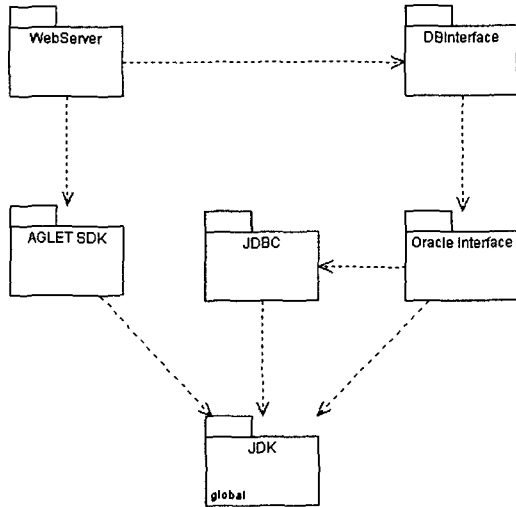 WebServer
DBInterface
AGLET SDK
JDBC
Oracle Interface
JDK
global